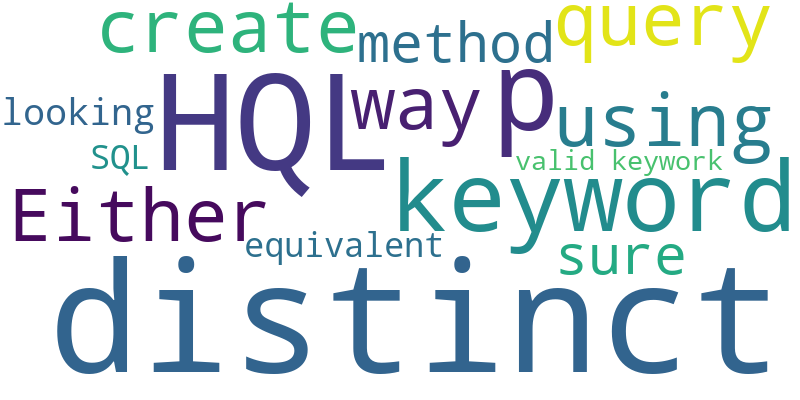 create
method
query
looking
HQL
way
p
using
SQL
valid keywork
keyword
Either
equivalent
sure
distinct